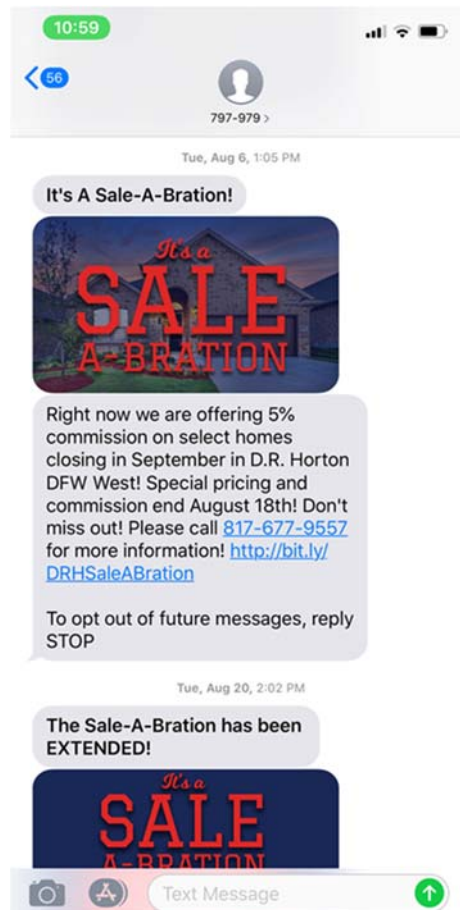 10:59
56
797-979 >
Tue, Aug 6, 1:05 PM
It's A Sale-A-Bration!
It's a
SALE
A-BRATION
Right now we are offering 5%
commission on select homes
closing in September in D.R. Horton
DFW West! Special pricing and
commission end August 18th! Don't
miss out! Please call 817-677-9557
for more information! http://bit.ly/
DRHSaleABration
To opt out of future messages, reply
STOP
Tue, Aug 20, 2:02 PM
The Sale-A-Bration has been
EXTENDED!
It's a
SALE
A-BRATION
Text Message